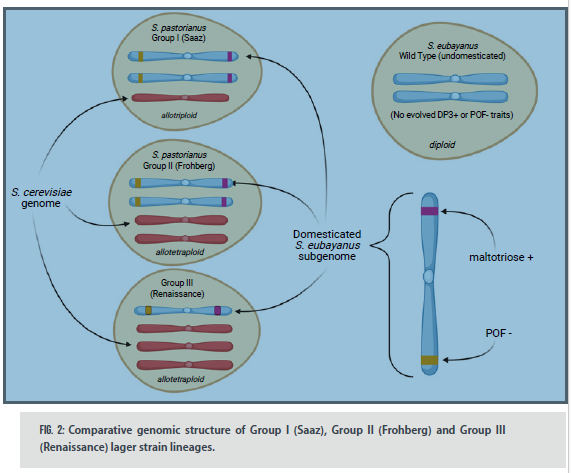 S. pastorianus
Group I (Saaz)
allotriploid
S. eubayanus
Wild Type (undomesticated)
(No evolved DP3+ or POF- traits)
diploid
S. pastorianus
Group II (Frohberg)
allotetraploid
S. cerevisiae
genome
Domesticated
S. eubayanus
subgenome
maltotriose +
POF -
Group III
(Renaissance)
allotetraploid
FIG. 2: Comparative genomic structure of Group I (Saaz), Group II (Frohberg) and Group III
(Renaissance) lager strain lineages.